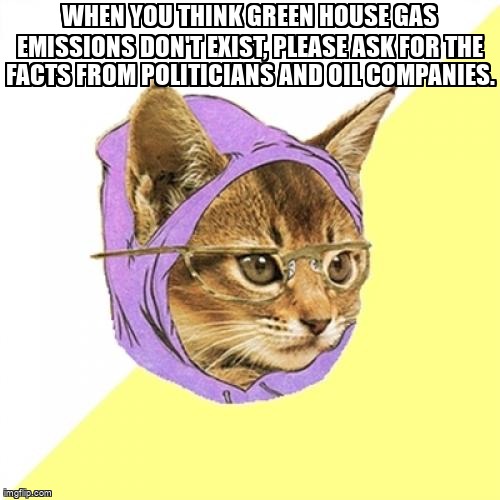 WHEN YOU THINK GREEN HOUSE GAS
EMISSIONS DON'T EXIST, PLEASE ASK FOR THE
FACTS FROM POLITICIANS AND OIL COMPANIES.
imgflip.com